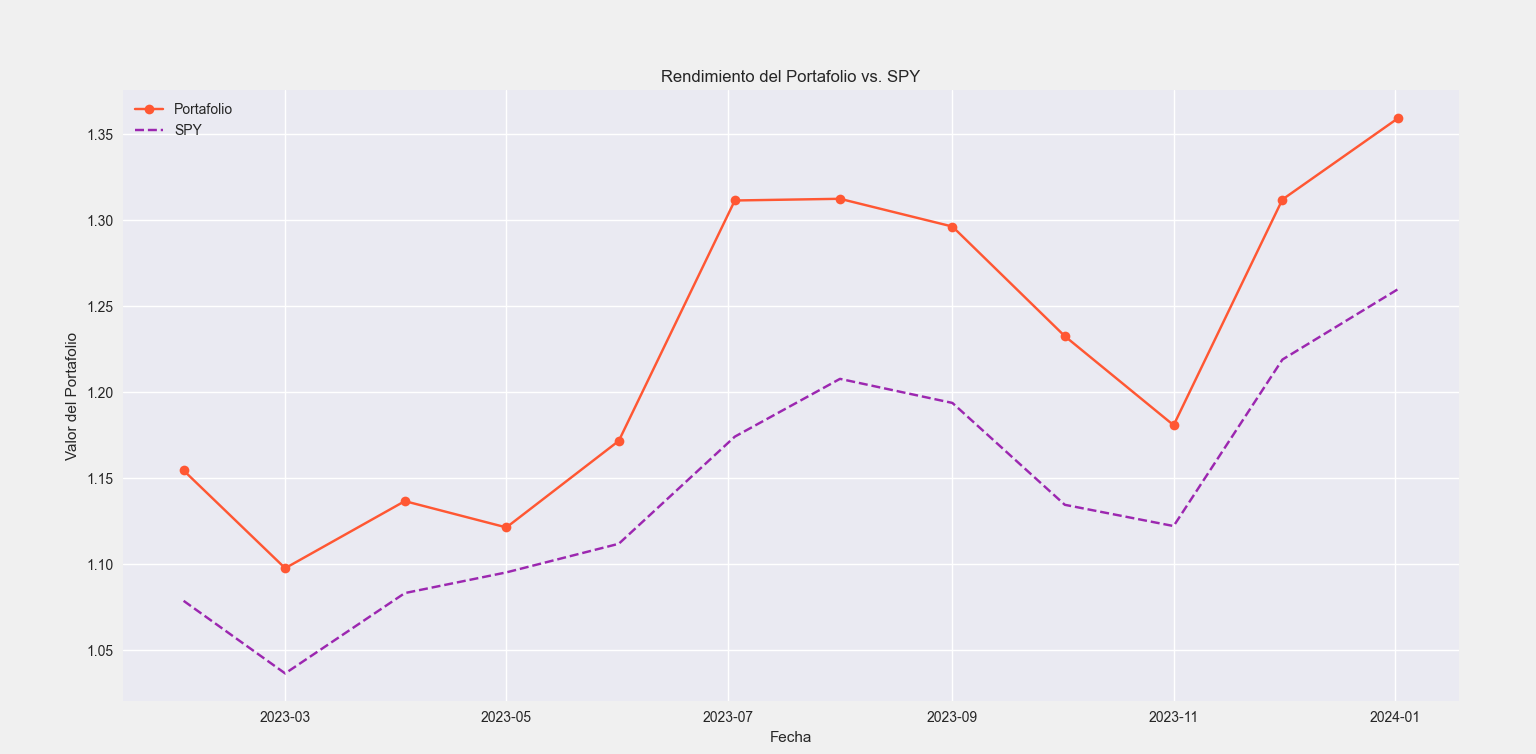 Rendimiento del Portafolio vs. SPY
Portafolio
SPY
1.35
1.30
1.25
1.20
1.15
1.10
1.05
Valor del Portafolio
2023-03
2023-05
2023-07
2023-09
2023-11
2024-01
Fecha